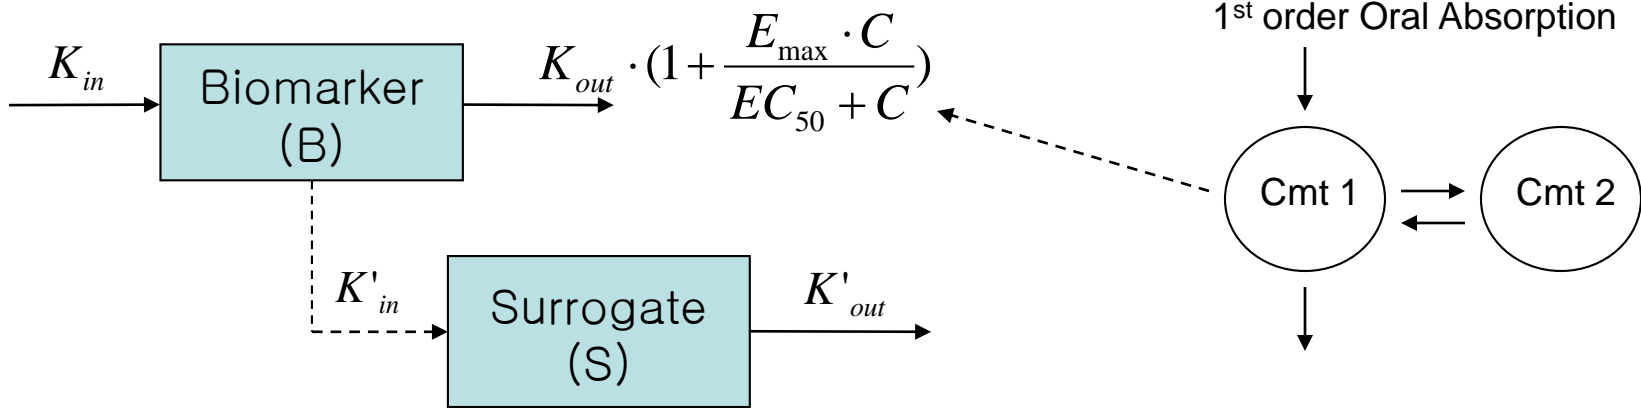 1st order Oral Absorption
K_in
Biomarker
(B)
K_out · (1 + E_max · C / EC_50 + C)
Cmt 1
Cmt 2
K'_in
Surrogate
(S)
K'_out